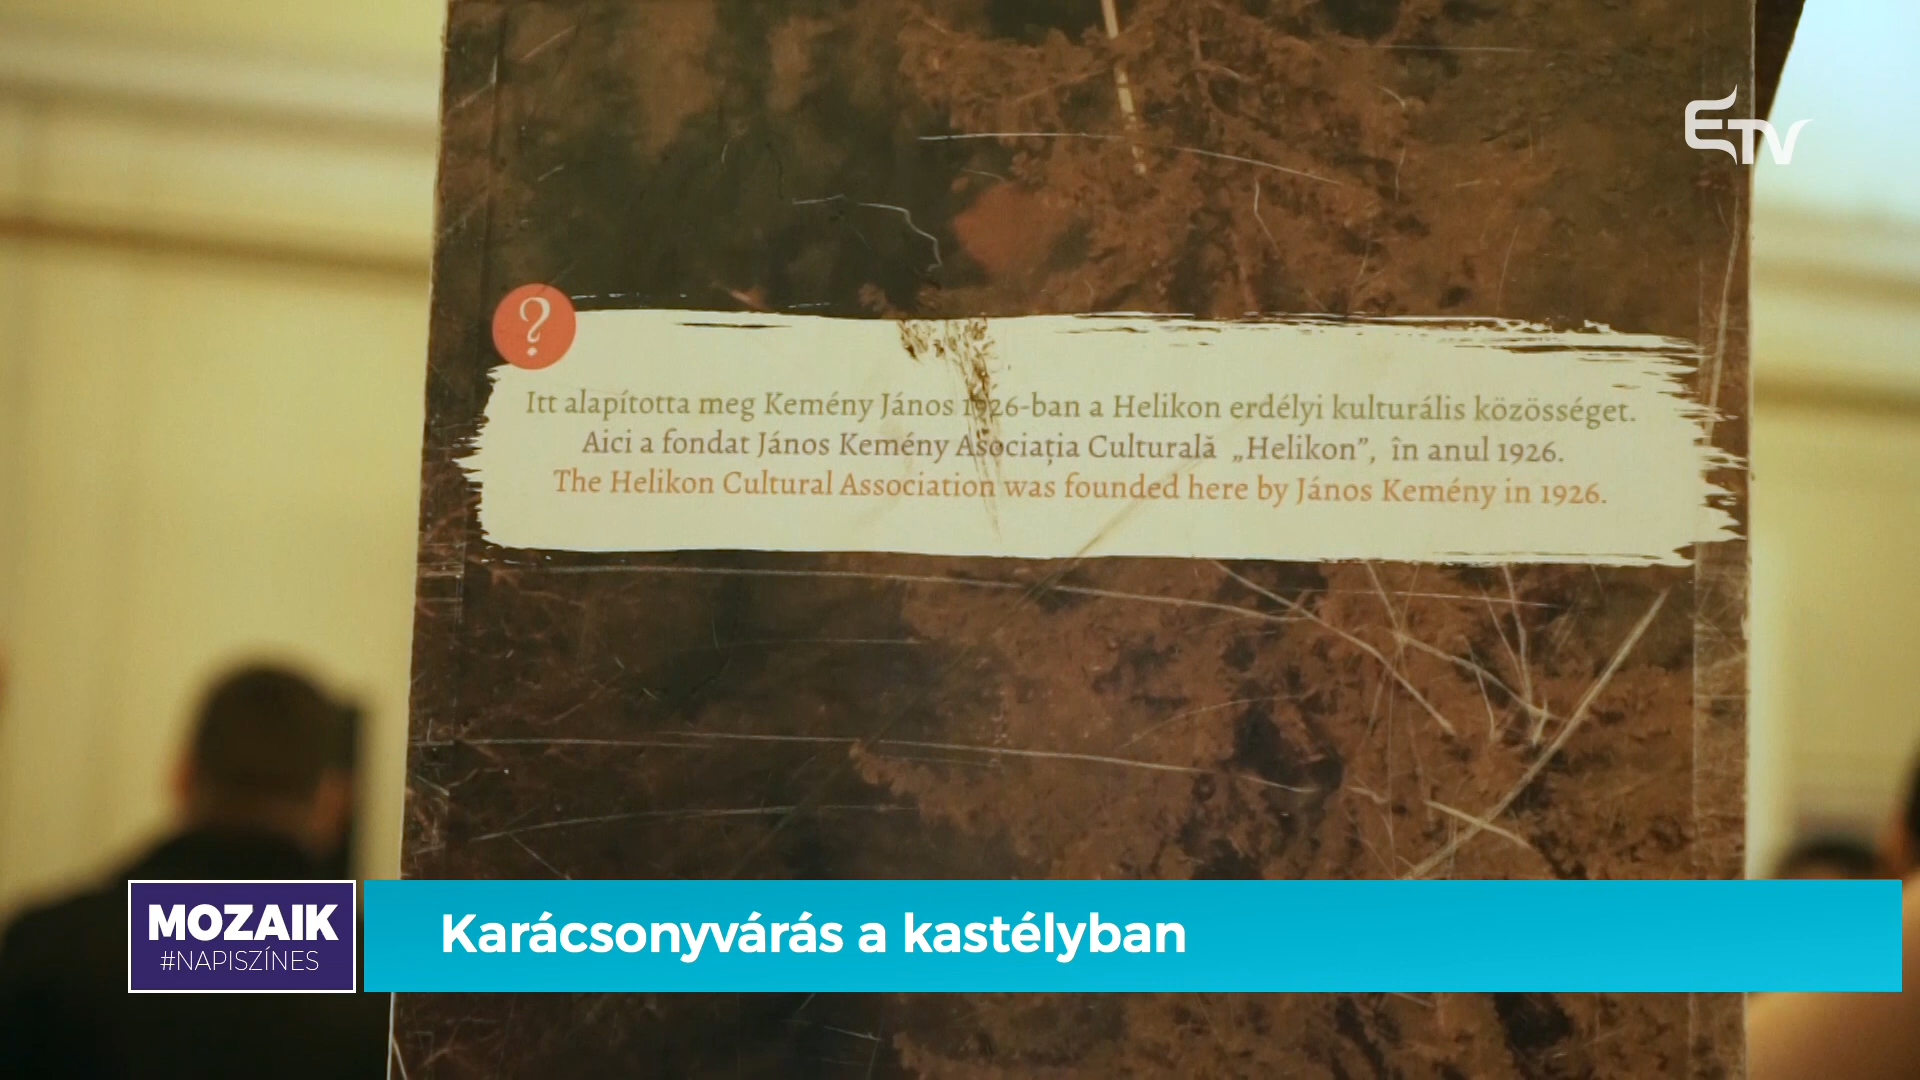 ETV
?
Itt alapította meg Kemény János 1926-ban a Helikon erdélyi kulturális közösséget.
Aici a fondat János Kemény Asociația Culturală „Helikon”, în anul 1926.
The Helikon Cultural Association was founded here by János Kemény in 1926.
MOZAIK
#NAPISZÍNES
Karácsonyvárás a kastélyban